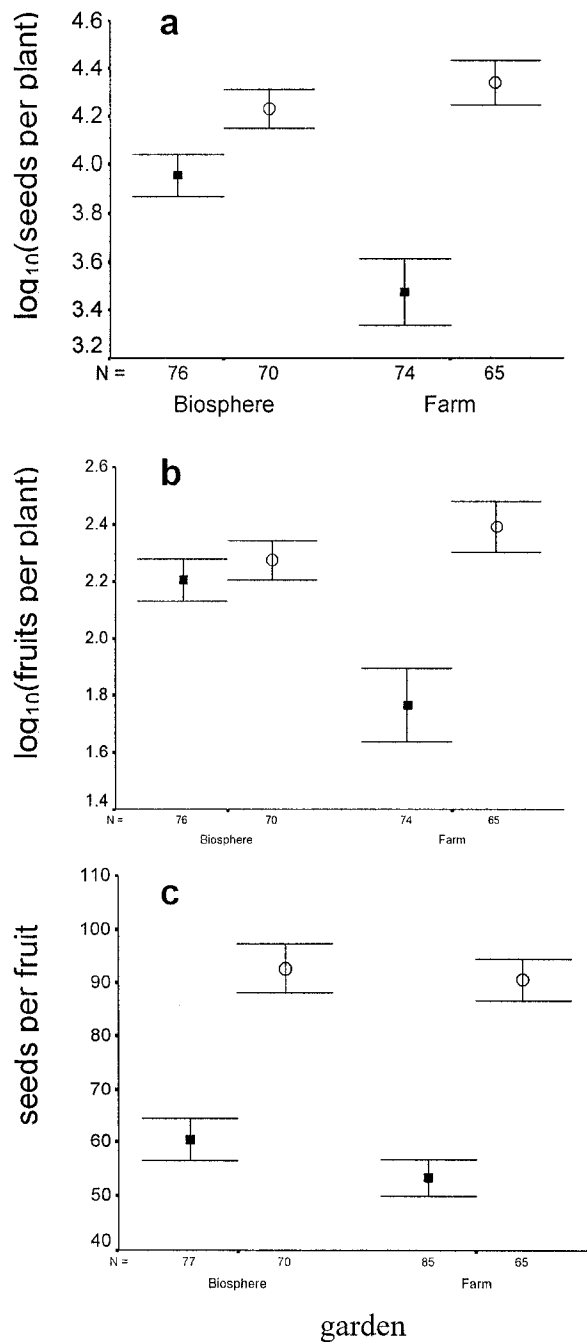 a
log₁₀(seeds per plant)
4.6
4.4
4.2
4.0
3.8
3.6
3.4
3.2
N = 76 70 74 65
Biosphere Farm
b
log₁₀(fruits per plant)
2.6
2.4
2.2
2.0
1.8
1.6
1.4
N = 76 70 74 65
Biosphere Farm
c
seeds per fruit
110
100
90
80
70
60
50
40
N = 77 70 85 65
Biosphere Farm
garden